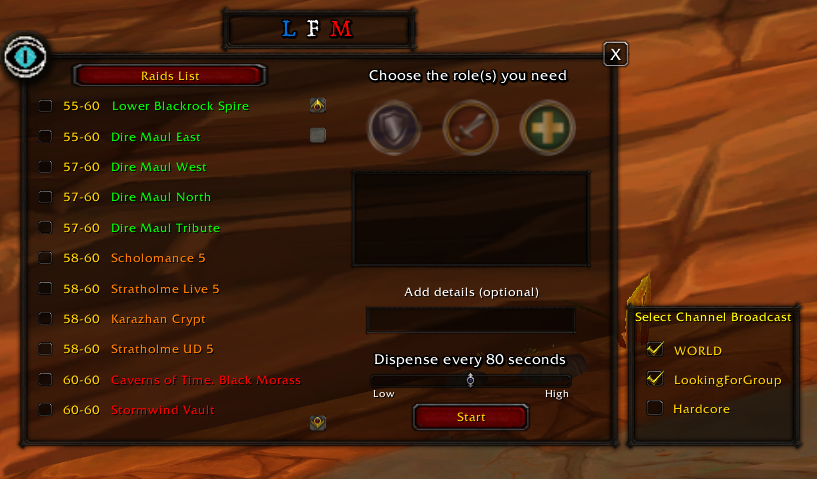 L F M
X
Raids List
Choose the role(s) you need
55-60 Lower Blackrock Spire
55-60 Dire Maul East
57-60 Dire Maul West
57-60 Dire Maul North
57-60 Dire Maul Tribute
58-60 Scholomance 5
58-60 Stratholme Live 5
58-60 Karazhan Crypt
58-60 Stratholme UD 5
60-60 Caverns of Time. Black Morass
60-60 Stormwind Vault
Add details (optional)
Dispense every 80 seconds
Low High
Start
Select Channel Broadcast
WORLD
LookingForGroup
Hardcore